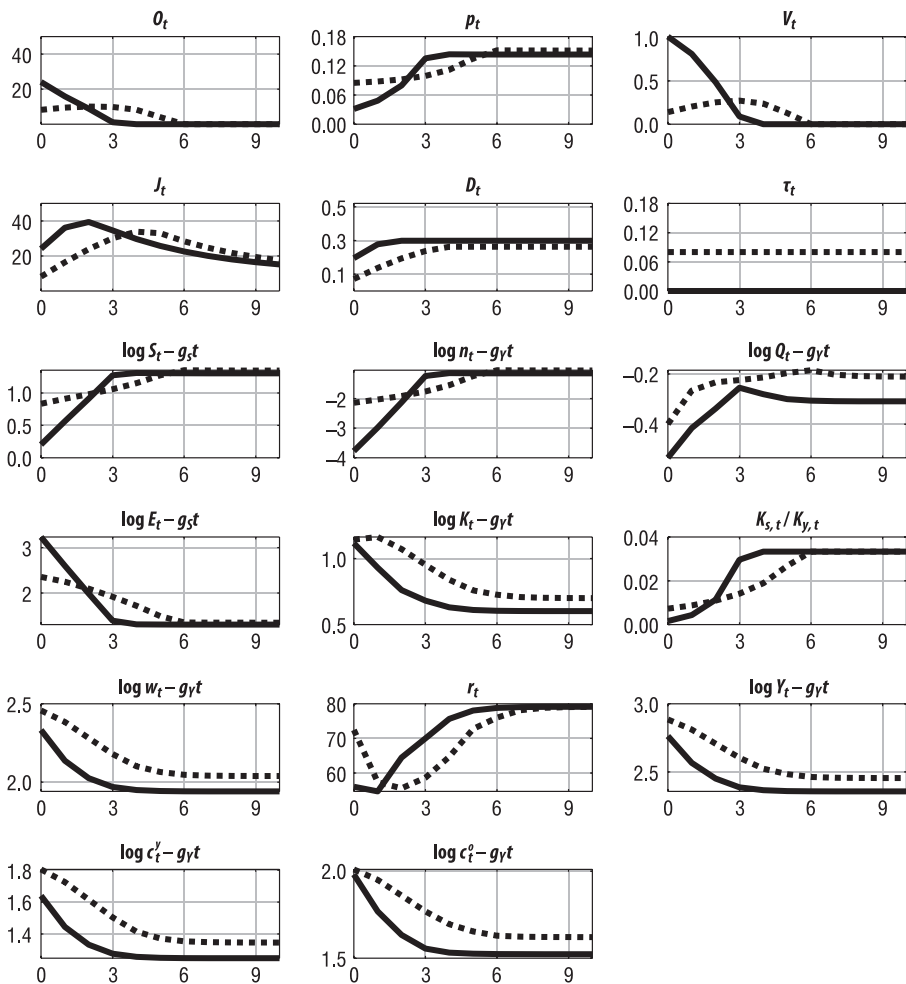 O_t p_t V_t
40 0.18 1.0
20 0.12 0.5
0.06
0.00 0.0
0 3 6 9 0 3 6 9 0 3 6 9
J_t D_t τ_t
40 0.5 0.18
20 0.3 0.12
0.1 0.06
0.00
0 3 6 9 0 3 6 9 0 3 6 9
log S_t – g_s t log n_t – g_Y t log Q_t – g_Y t
1.0 –2 –0.2
0.5 –3 –0.4
0.0 –4
0 3 6 9 0 3 6 9 0 3 6 9
log E_t – g_s t log K_t – g_Y t K_{s,t} / K_{y,t}
3 1.0 0.04
2 0.5 0.02
0.00
0 3 6 9 0 3 6 9 0 3 6 9
log w_t – g_Y t r_t log Y_t – g_Y t
2.5 80 3.0
2.0 70 2.5
60
0 3 6 9 0 3 6 9 0 3 6 9
log c_t^y – g_Y t log c_t^o – g_Y t
1.8 2.0
1.6 1.5
1.4
0 3 6 9 0 3 6 9